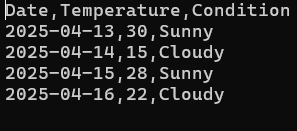 Date,Temperature,Condition
2025-04-13,30,Sunny
2025-04-14,15,Cloudy
2025-04-15,28,Sunny
2025-04-16,22,Cloudy